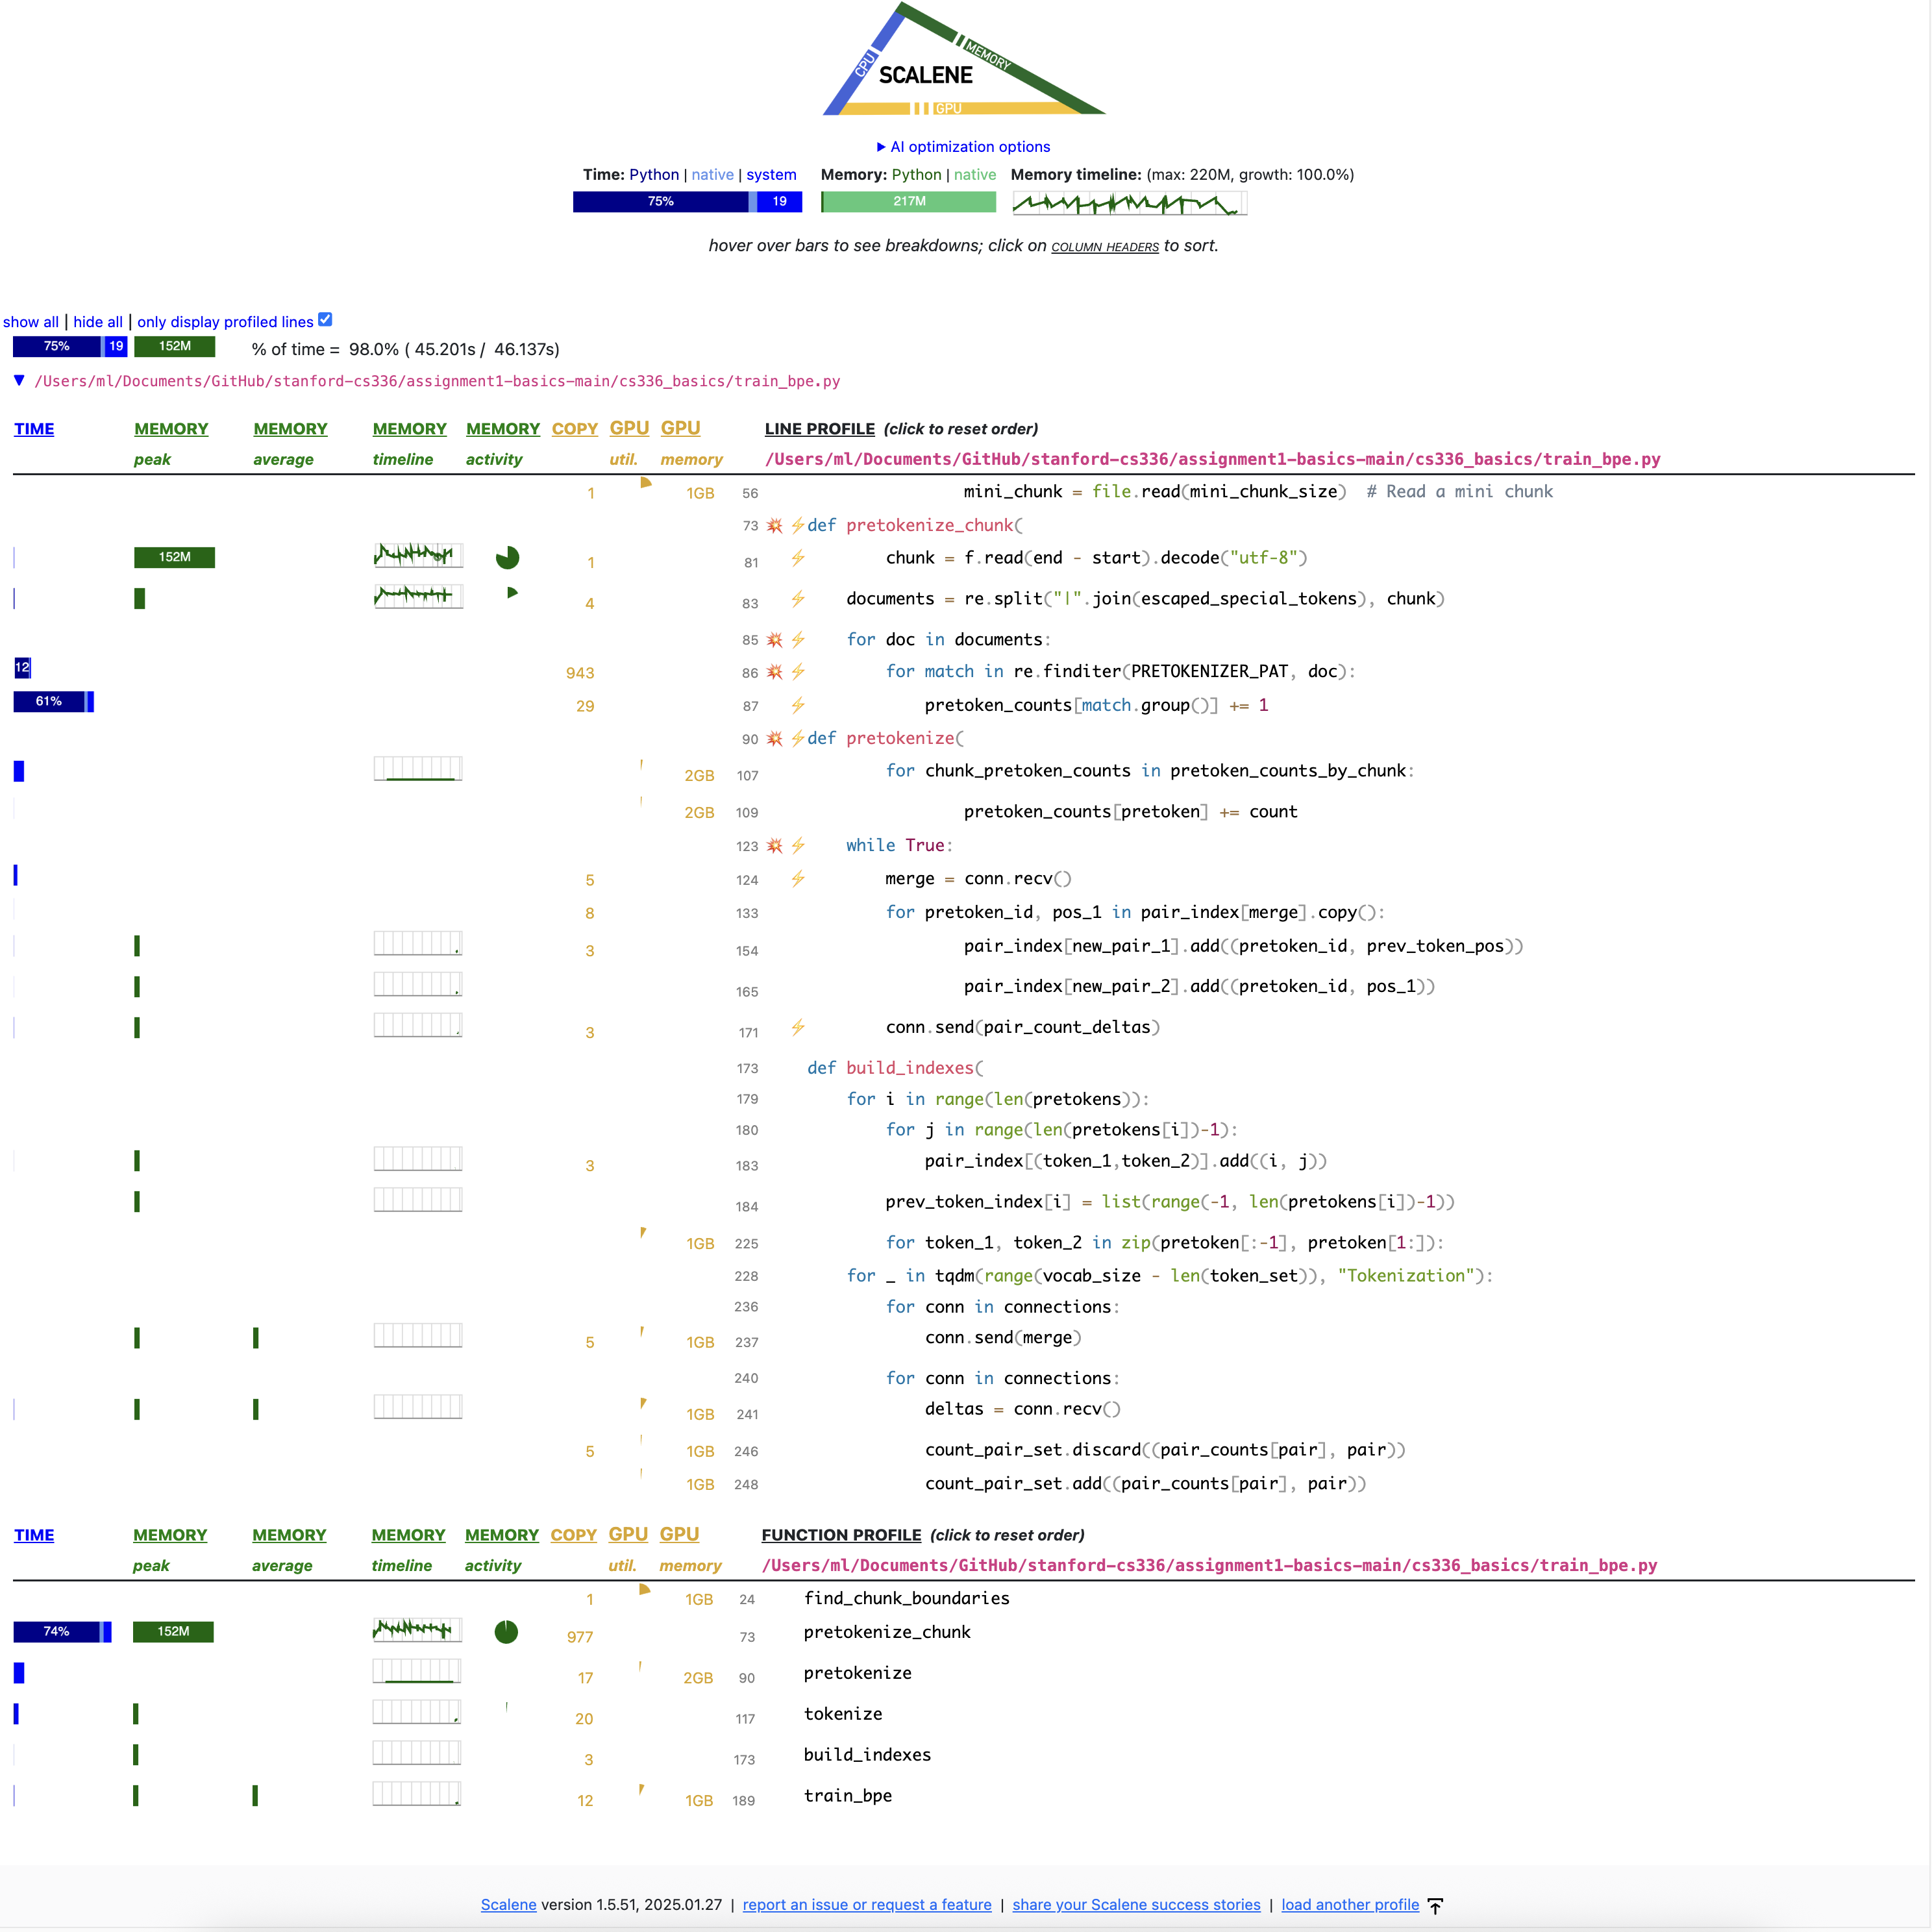 CPU
MEMORY
SCALENE
GPU
▶ AI optimization options
Time: Python | native | system Memory: Python | native Memory timeline: (max: 220M, growth: 100.0%)
75% 19 217M
hover over bars to see breakdowns; click on COLUMN HEADERS to sort.
show all | hide all | only display profiled lines
75% 19 152M % of time = 98.0% ( 45.201s / 46.137s)
▼ /Users/ml/Documents/GitHub/stanford-cs336/assignment1-basics-main/cs336_basics/train_bpe.py
TIME MEMORY MEMORY MEMORY MEMORY COPY GPU GPU LINE PROFILE (click to reset order)
peak average timeline activity util. memory /Users/ml/Documents/GitHub/stanford-cs336/assignment1-basics-main/cs336_basics/train_bpe.py
1 1GB 56 mini_chunk = file.read(mini_chunk_size) # Read a mini chunk
73 💥 ⚡def pretokenize_chunk(
152M 1 81 ⚡ chunk = f.read(end - start).decode("utf-8")
4 83 ⚡ documents = re.split("|".join(escaped_special_tokens), chunk)
85 💥 ⚡ for doc in documents:
12 943 86 💥 ⚡ for match in re.finditer(PRETOKENIZER_PAT, doc):
61% 29 87 ⚡ pretoken_counts[match.group()] += 1
90 💥 ⚡def pretokenize(
2GB 107 for chunk_pretoken_counts in pretoken_counts_by_chunk:
2GB 109 pretoken_counts[pretoken] += count
123 💥 ⚡ while True:
5 124 ⚡ merge = conn.recv()
8 133 for pretoken_id, pos_1 in pair_index[merge].copy():
3 154 pair_index[new_pair_1].add((pretoken_id, prev_token_pos))
165 pair_index[new_pair_2].add((pretoken_id, pos_1))
3 171 ⚡ conn.send(pair_count_deltas)
173 def build_indexes(
179 for i in range(len(pretokens)):
180 for j in range(len(pretokens[i])-1):
3 183 pair_index[(token_1,token_2)].add((i, j))
184 prev_token_index[i] = list(range(-1, len(pretokens[i])-1))
1GB 225 for token_1, token_2 in zip(pretoken[:-1], pretoken[1:]):
228 for _ in tqdm(range(vocab_size - len(token_set)), "Tokenization"):
236 for conn in connections:
5 1GB 237 conn.send(merge)
240 for conn in connections:
1GB 241 deltas = conn.recv()
5 1GB 246 count_pair_set.discard((pair_counts[pair], pair))
1GB 248 count_pair_set.add((pair_counts[pair], pair))
TIME MEMORY MEMORY MEMORY MEMORY COPY GPU GPU FUNCTION PROFILE (click to reset order)
peak average timeline activity util. memory /Users/ml/Documents/GitHub/stanford-cs336/assignment1-basics-main/cs336_basics/train_bpe.py
1 1GB 24 find_chunk_boundaries
74% 152M 977 73 pretokenize_chunk
17 2GB 90 pretokenize
20 117 tokenize
3 173 build_indexes
12 1GB 189 train_bpe
Scalene version 1.5.51, 2025.01.27 | report an issue or request a feature | share your Scalene success stories | load another profile